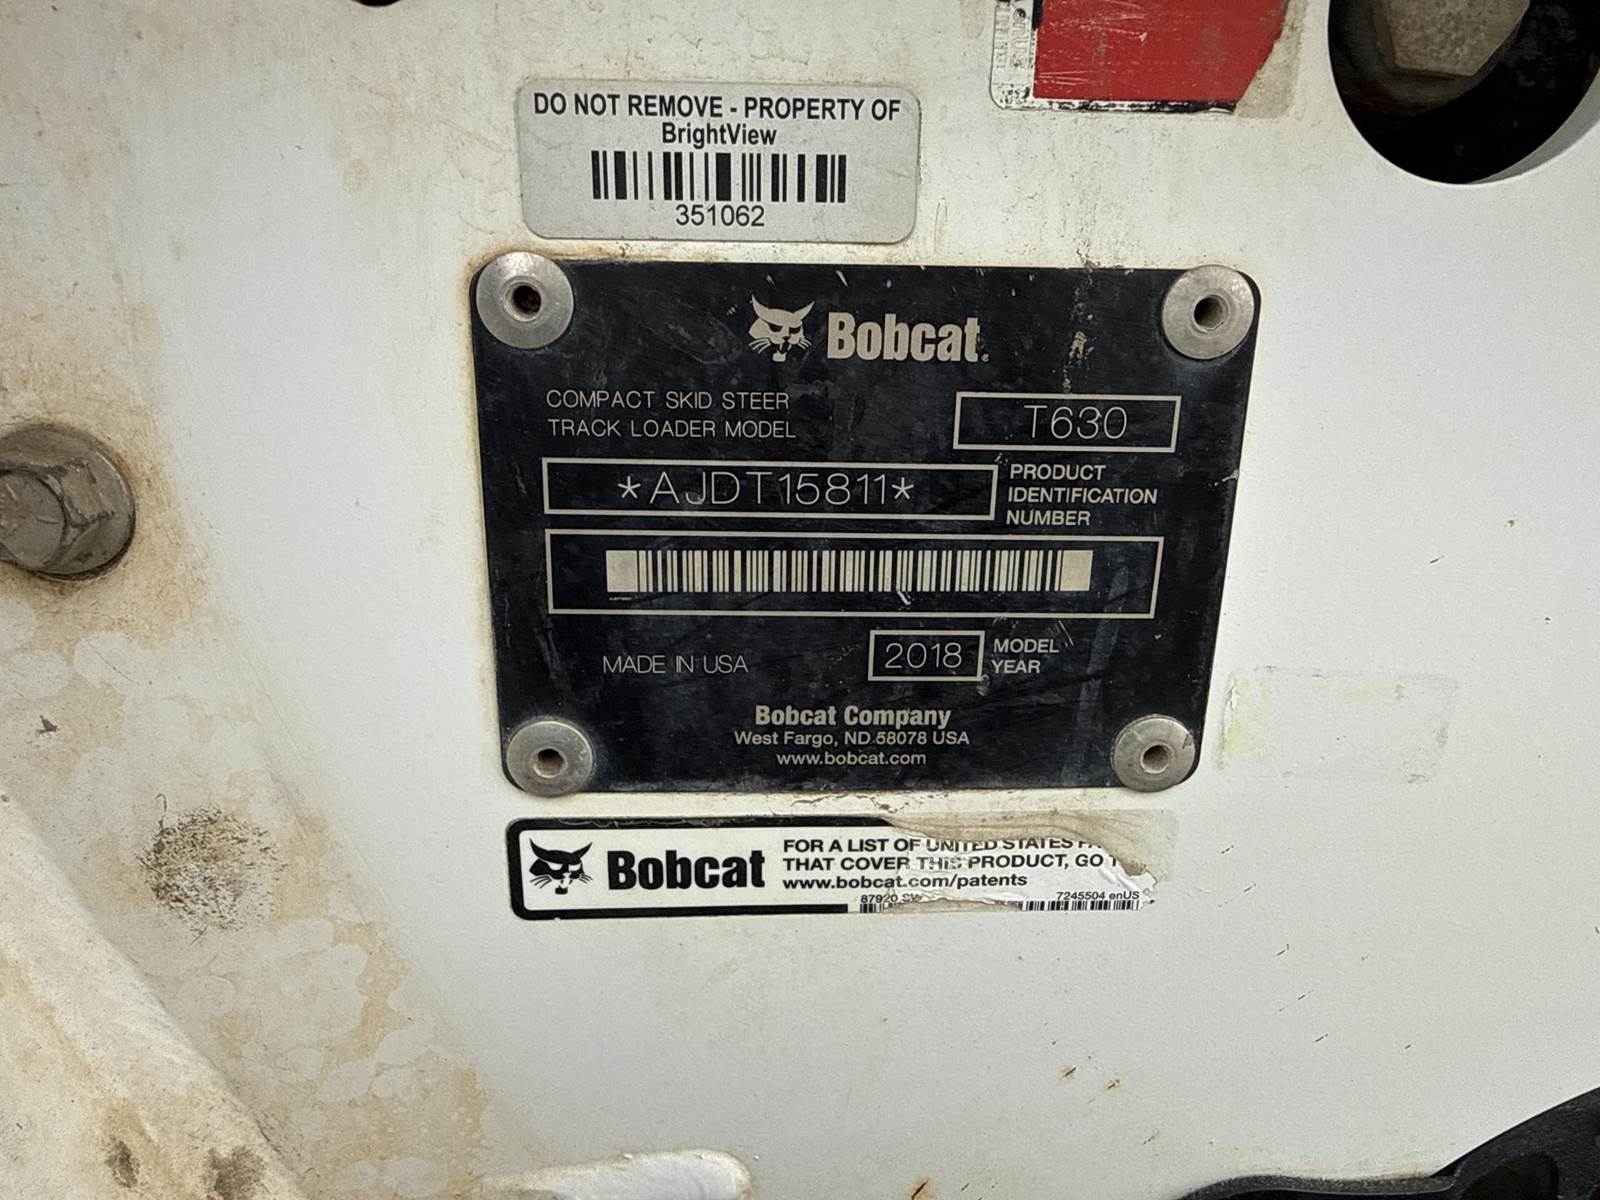 DO NOT REMOVE - PROPERTY OF
BrightView
351062
Bobcat
COMPACT SKID STEER
TRACK LOADER MODEL
T630
*AJDT15811*
PRODUCT
IDENTIFICATION
NUMBER
MADE IN USA
2018
MODEL
YEAR
Bobcat Company
West Fargo, ND 58078 USA
www.bobcat.com
Bobcat
FOR A LIST OF UNITED STATES
THAT COVER THIS PRODUCT, GO
www.bobcat.com/patents
87920
7245504 enUS